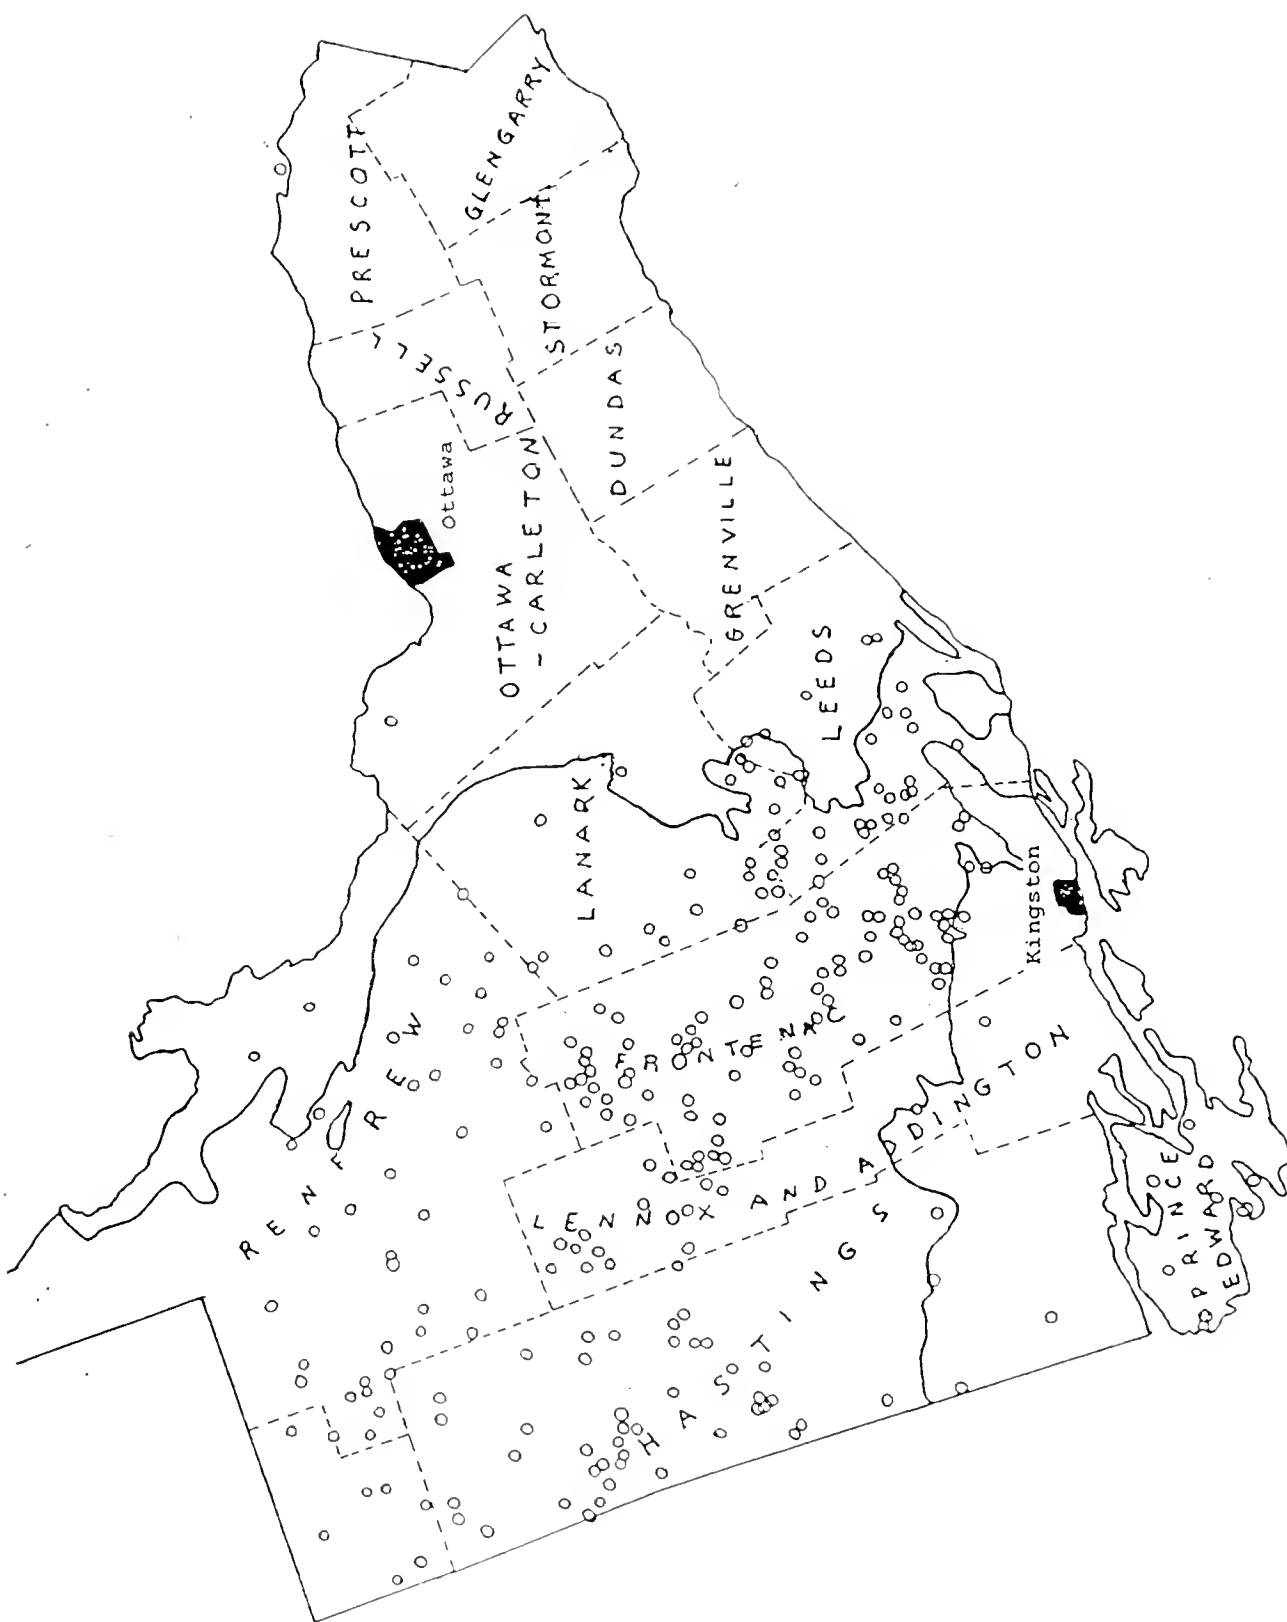 PRESCOTT
GLENGARRY
RUSSELL
STORMONT
Ottawa
OTTAWA
- CARLETON
DUNDAS
GRENVILLE
LEEDS
LANARK
RENFREW
FRONTENAC
Kingston
LENNOX AND ADDINGTON
HASTINGS
PRINCE
EDWARD